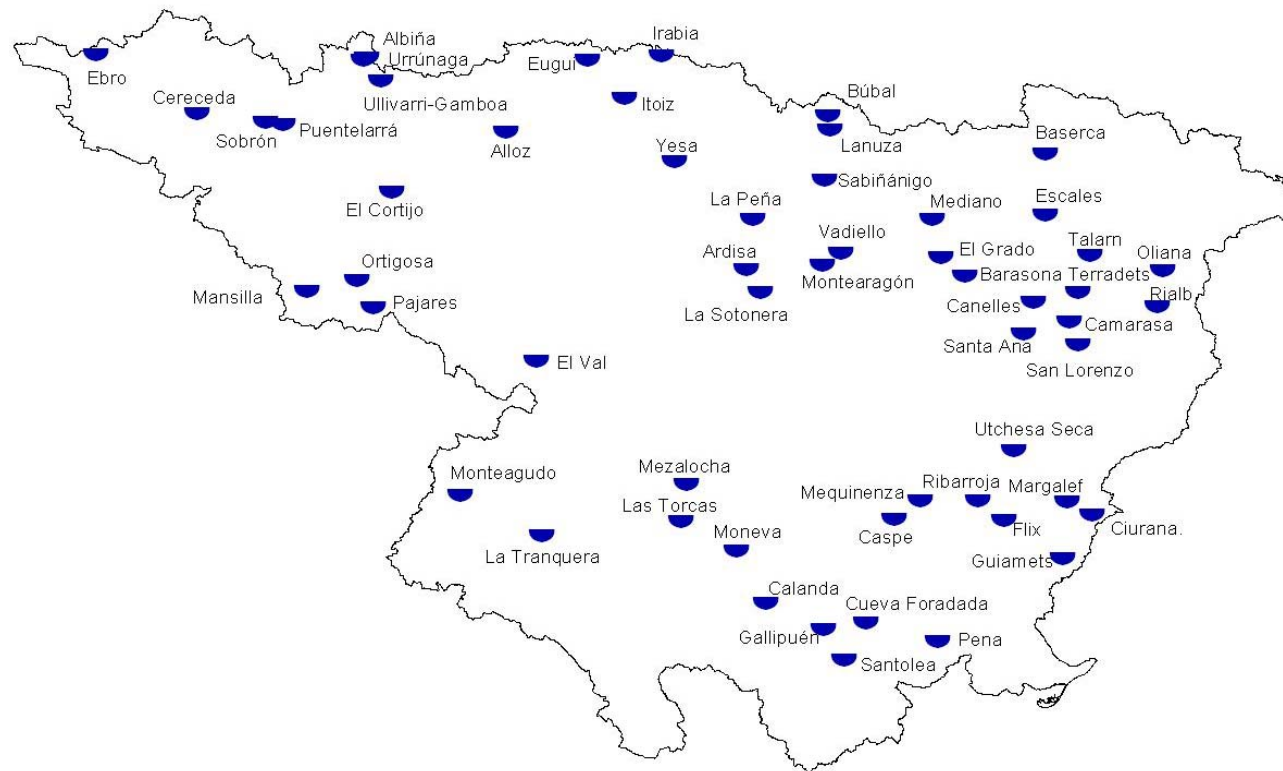 Albiña
Irabia
Urrúnaga
Eugui
Ebro
Cereceda
Ullivarri-Gamboa
Itoiz
Búbal
Sobrón
Puentelarrá
Alloz
Lanuza
Baserca
Yesa
Sabiñánigo
El Cortijo
La Peña
Mediano
Escales
Vadiello
Ardisa
El Grado
Talarn
Oliana
Ortigosa
Montearagón
Barasona
Terradets
Mansilla
Pajares
La Sotonera
Canelles
Rialb
Camarasa
Santa Ana
San Lorenzo
El Val
Utchesa Seca
Monteagudo
Mezalocha
Mequinenza
Ribarroja
Margalef
Las Torcas
Caspe
Flix
Ciurana.
La Tranquera
Moneva
Guiamets
Calanda
Cueva Foradada
Gallipuén
Pena
Santolea